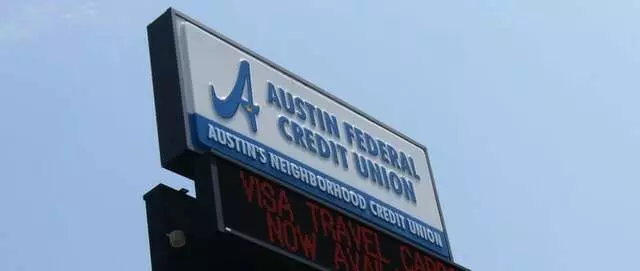 AUSTIN FEDERAL
CREDIT UNION
AUSTIN'S NEIGHBORHOOD CREDIT UNION
VISA TRAVEL
NOW